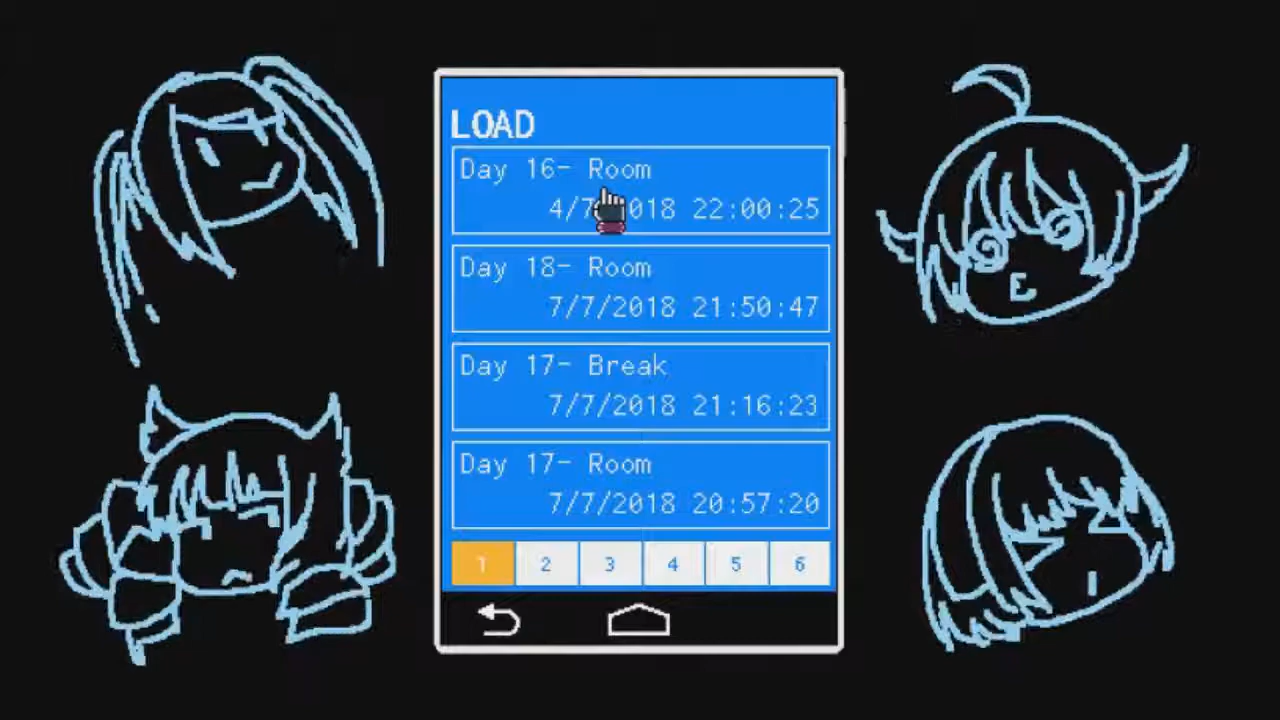 LOAD
Day 16- Room
4/7 018 22:00:25
Day 18- Room
7/7/2018 21:50:47
Day 17- Break
7/7/2018 21:16:23
Day 17- Room
7/7/2018 20:57:20
1 2 3 4 5 6